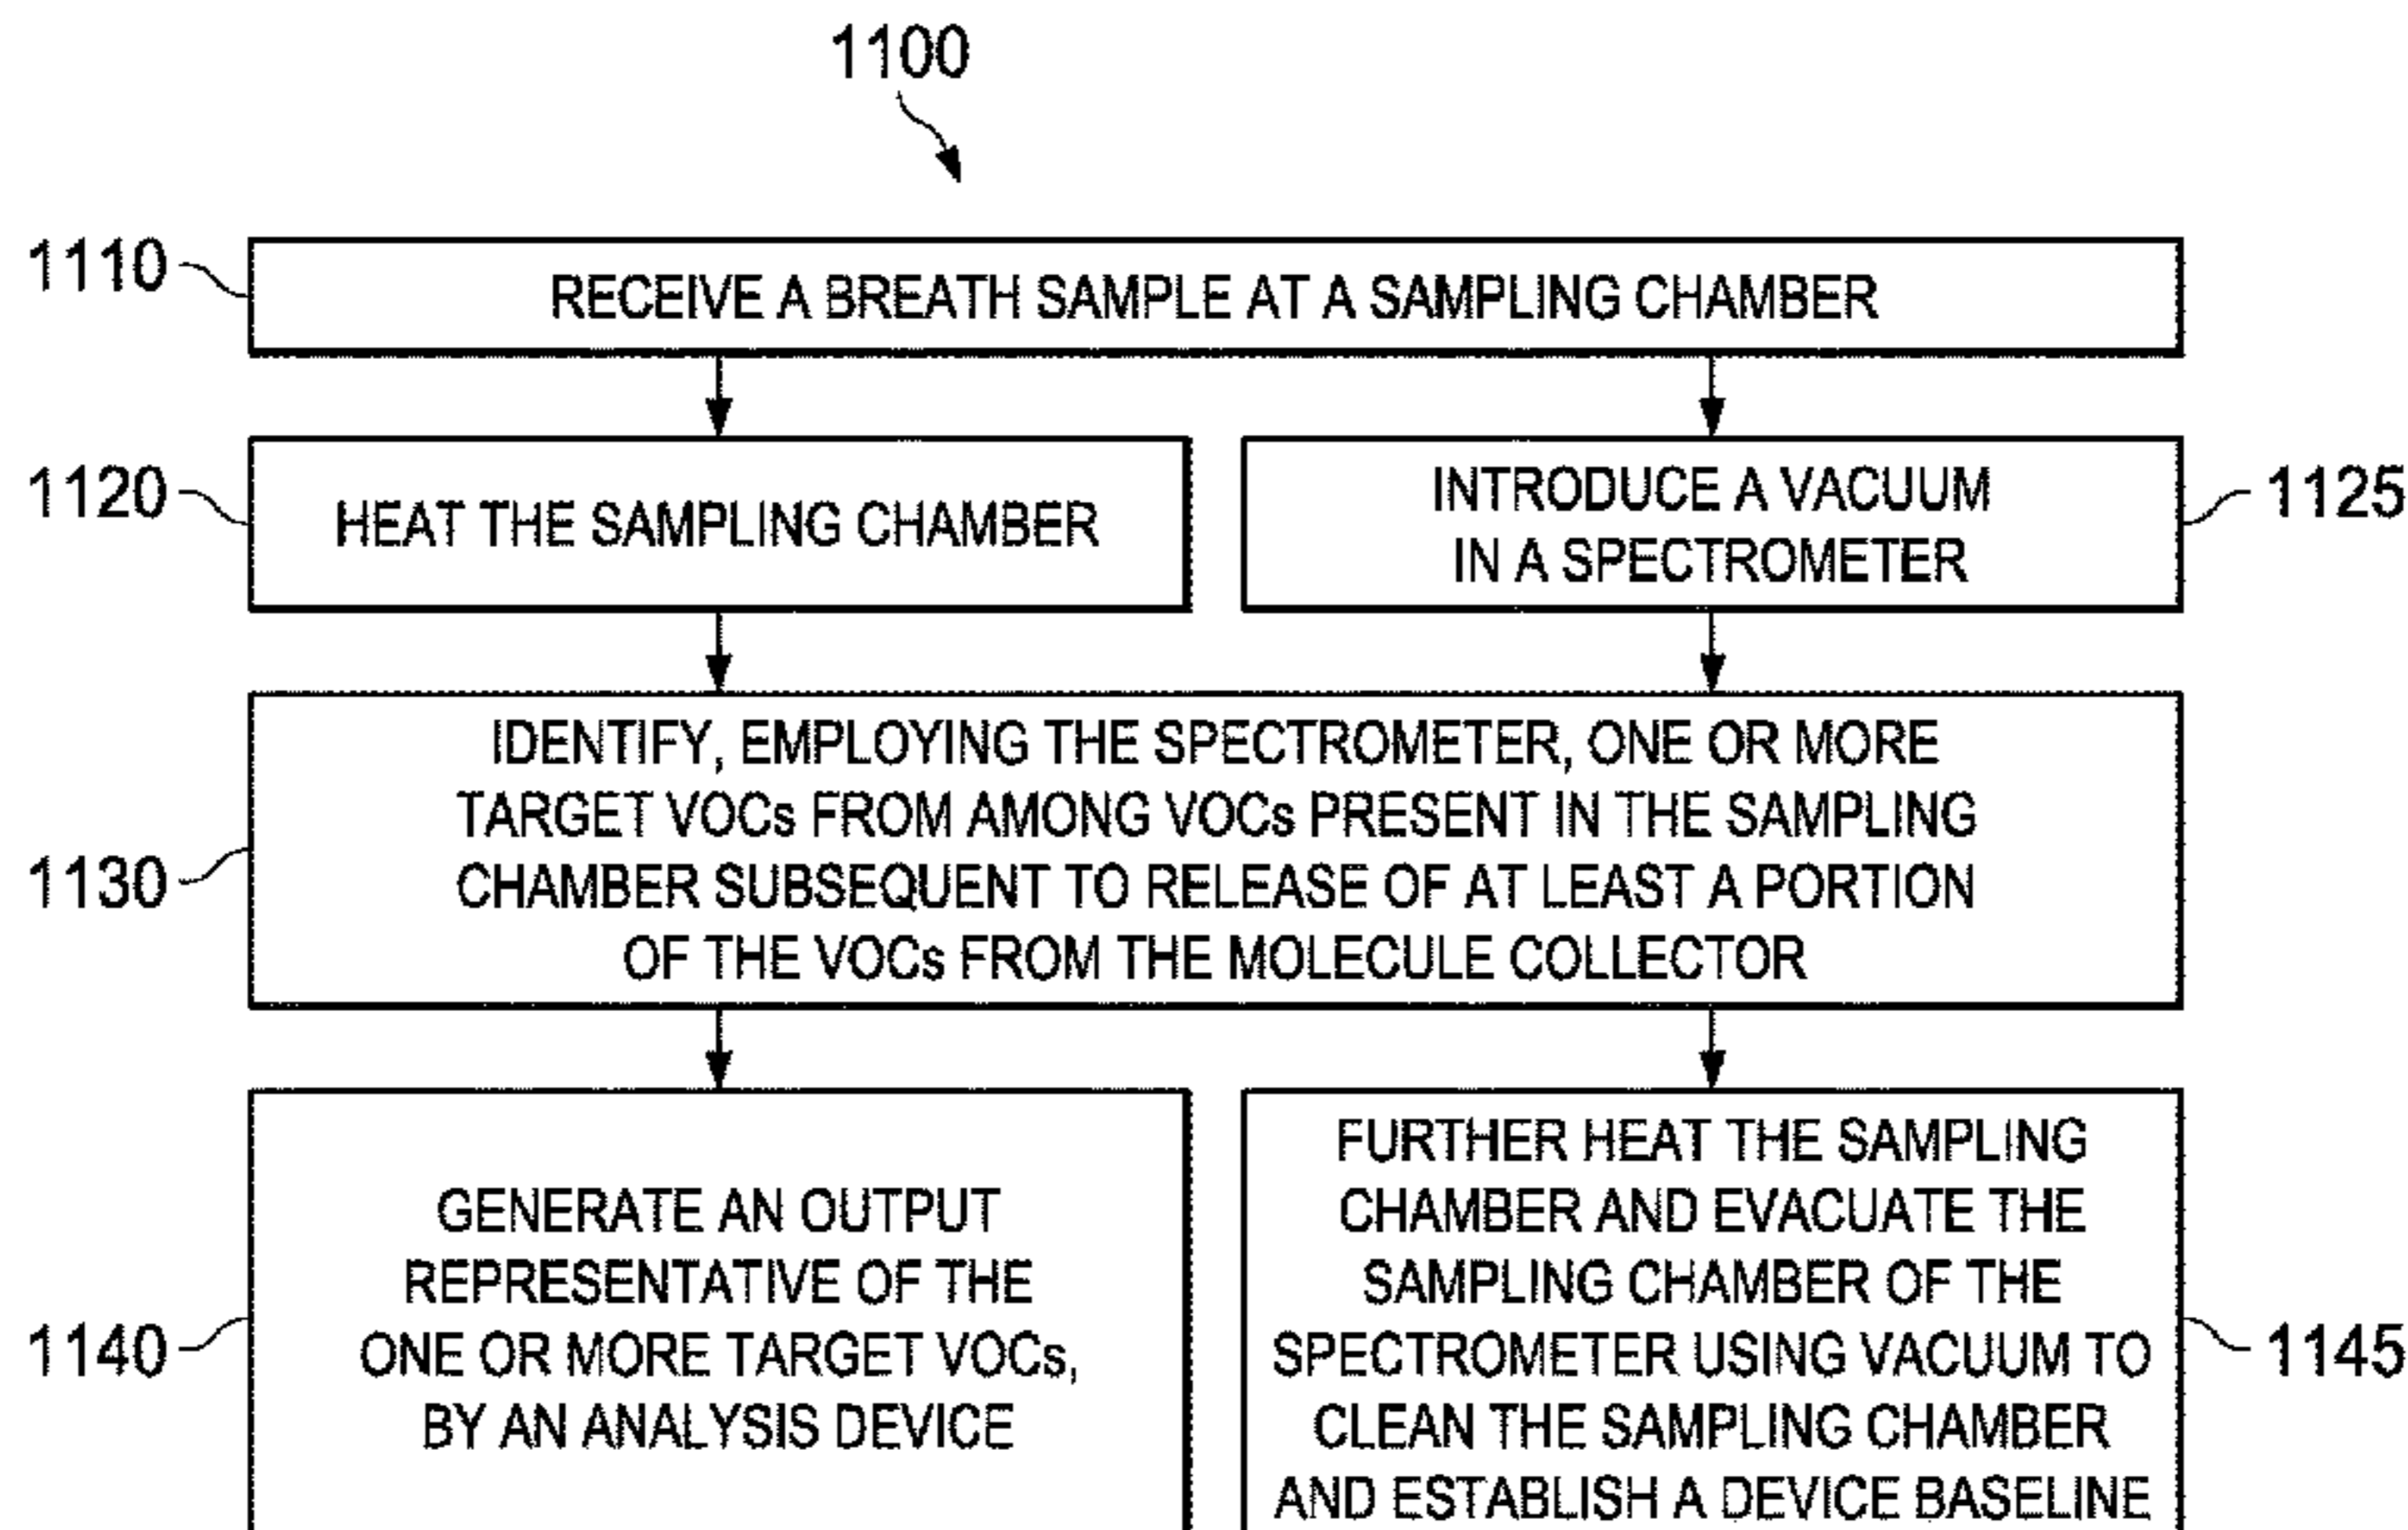 1100
1110
RECEIVE A BREATH SAMPLE AT A SAMPLING CHAMBER
1120
HEAT THE SAMPLING CHAMBER
INTRODUCE A VACUUM
IN A SPECTROMETER
1125
1130
IDENTIFY, EMPLOYING THE SPECTROMETER, ONE OR MORE
TARGET VOCs FROM AMONG VOCs PRESENT IN THE SAMPLING
CHAMBER SUBSEQUENT TO RELEASE OF AT LEAST A PORTION
OF THE VOCs FROM THE MOLECULE COLLECTOR
1140
GENERATE AN OUTPUT
REPRESENTATIVE OF THE
ONE OR MORE TARGET VOCs,
BY AN ANALYSIS DEVICE
FURTHER HEAT THE SAMPLING
CHAMBER AND EVACUATE THE
SAMPLING CHAMBER OF THE
SPECTROMETER USING VACUUM TO
CLEAN THE SAMPLING CHAMBER
AND ESTABLISH A DEVICE BASELINE
1145